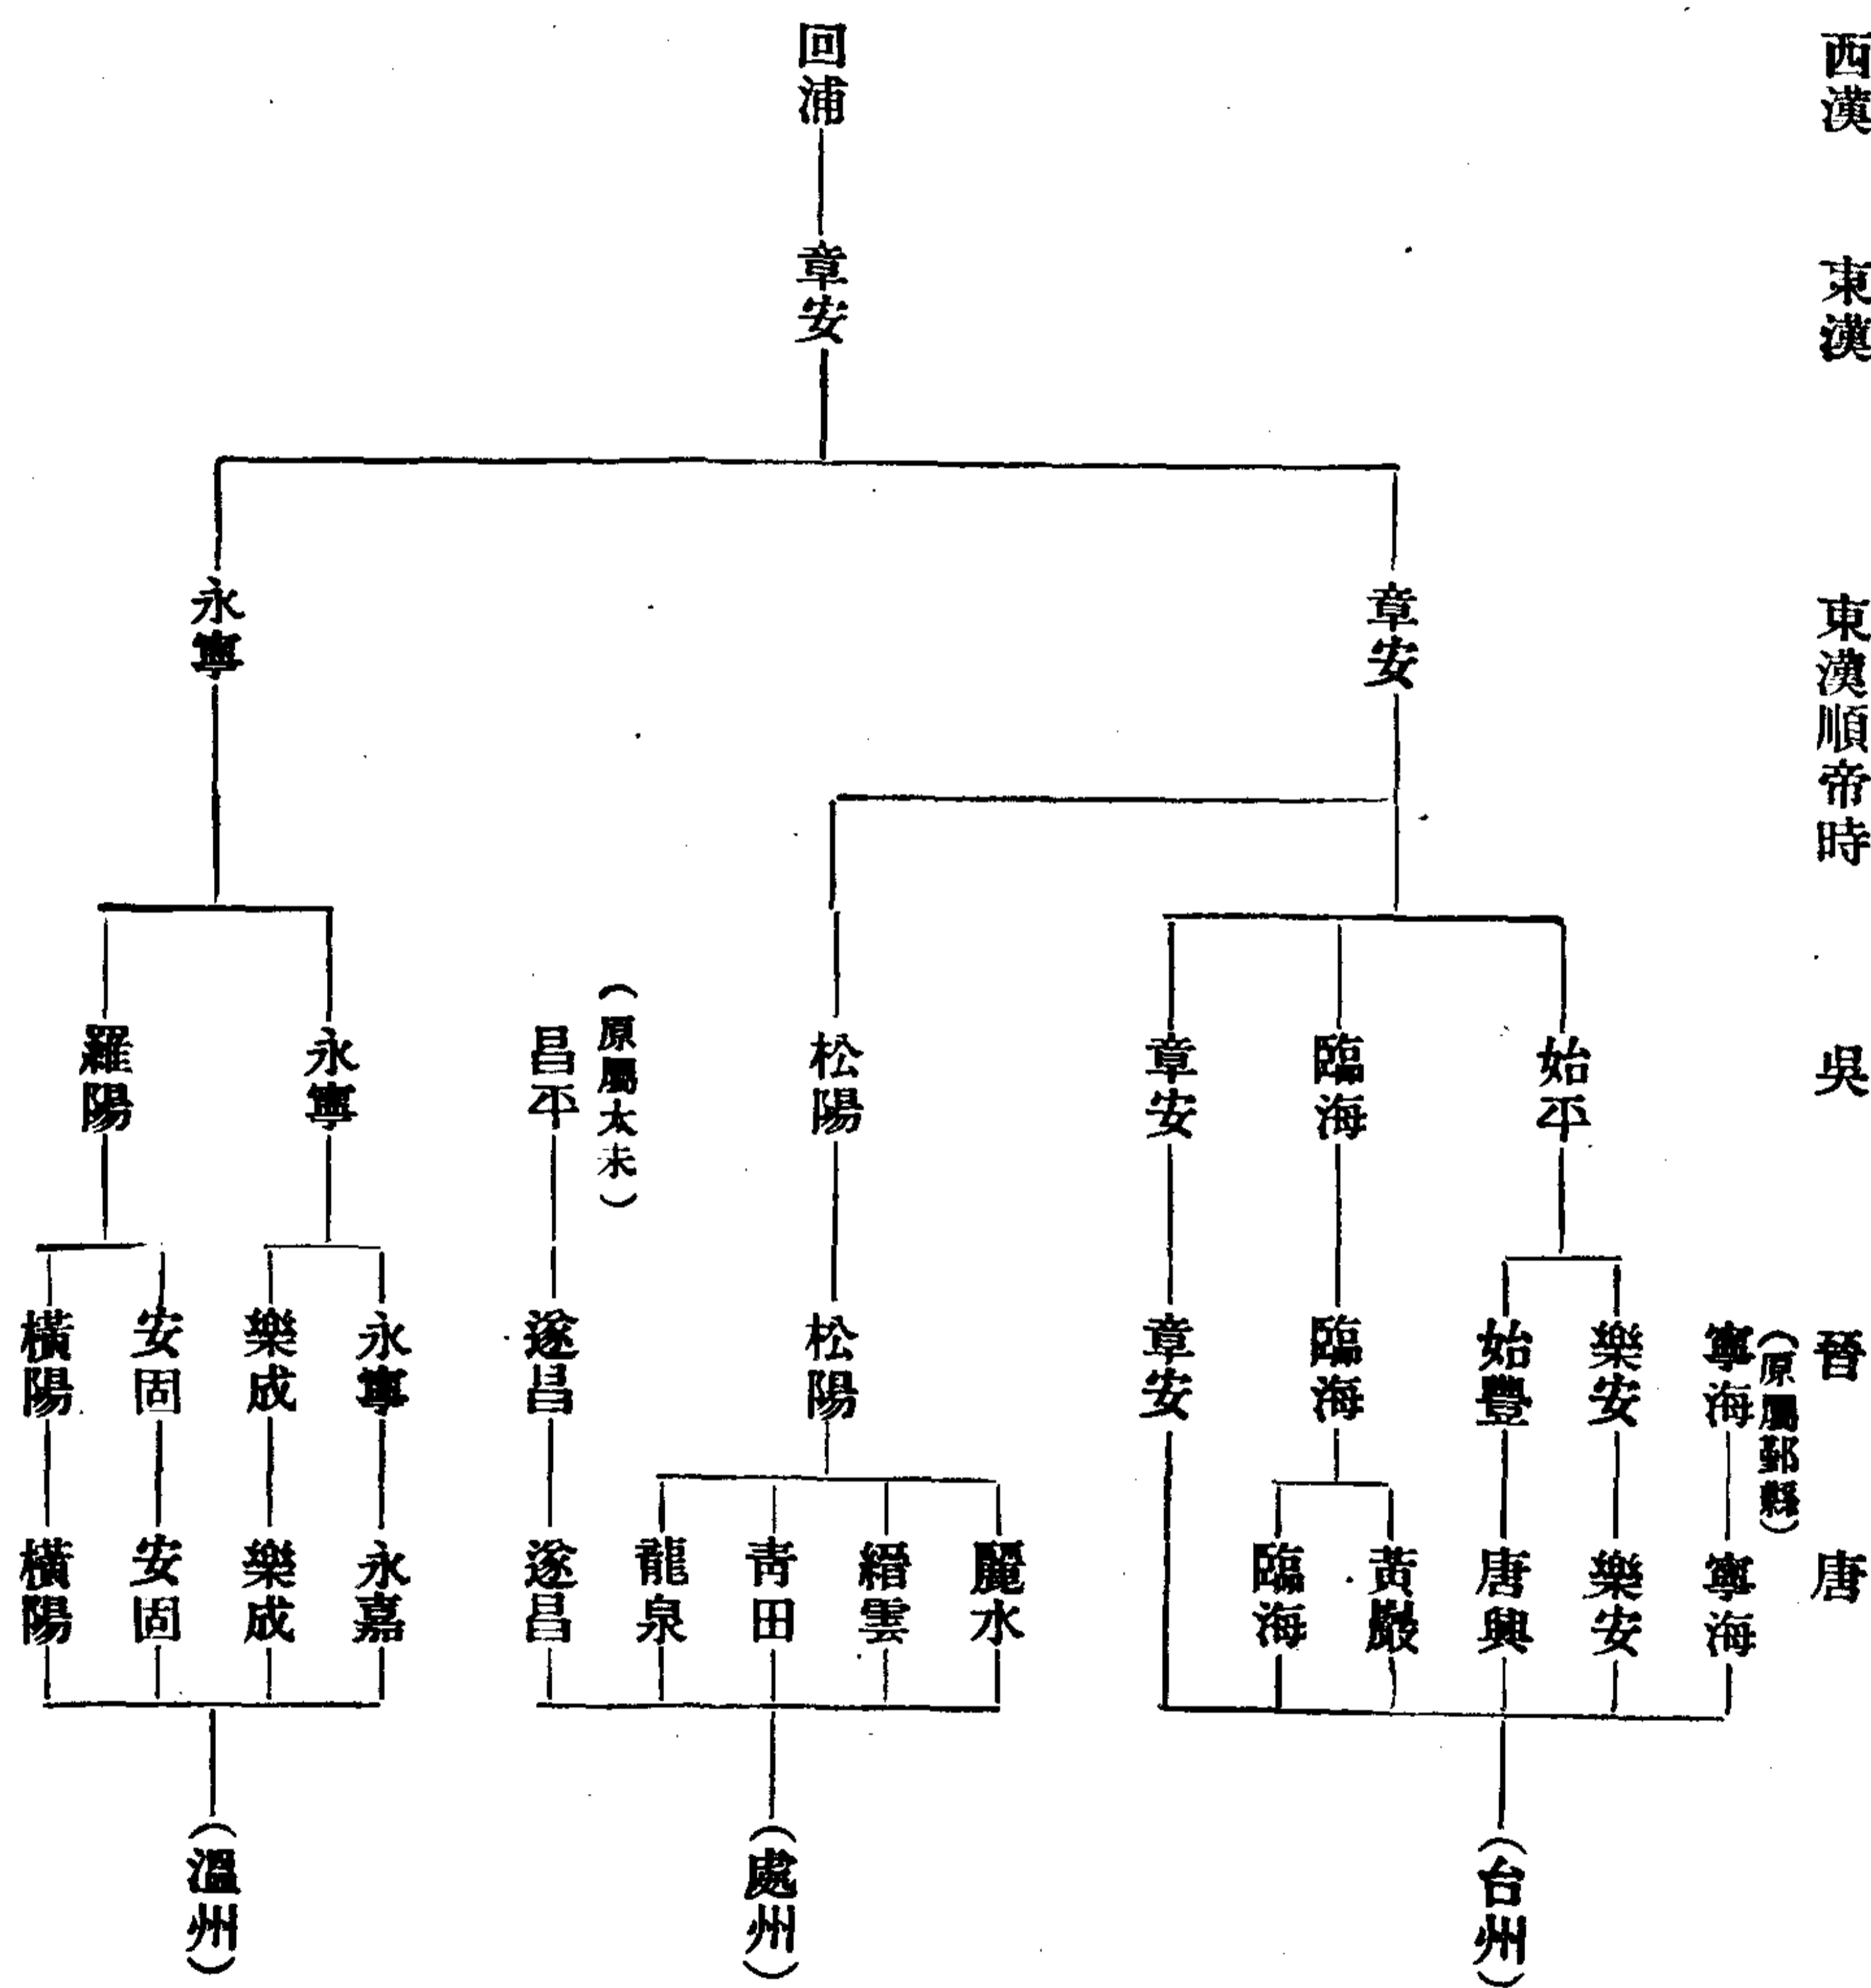 西漢
東漢
東漢順帝時
吳
晉
唐
回浦
章安
章安
永寧
始平
臨海
章安
松陽
(原屬太末)
昌平
永寧
羅陽
(原屬鄞縣)
寧海
樂安
始豐
臨海
章安
松陽
遂昌
永寧
樂成
安固
橫陽
寧海
樂安
唐興
黃巖
臨海
麗水
縉雲
青田
龍泉
遂昌
永嘉
樂成
安固
橫陽
(台州)
(處州)
(溫州)